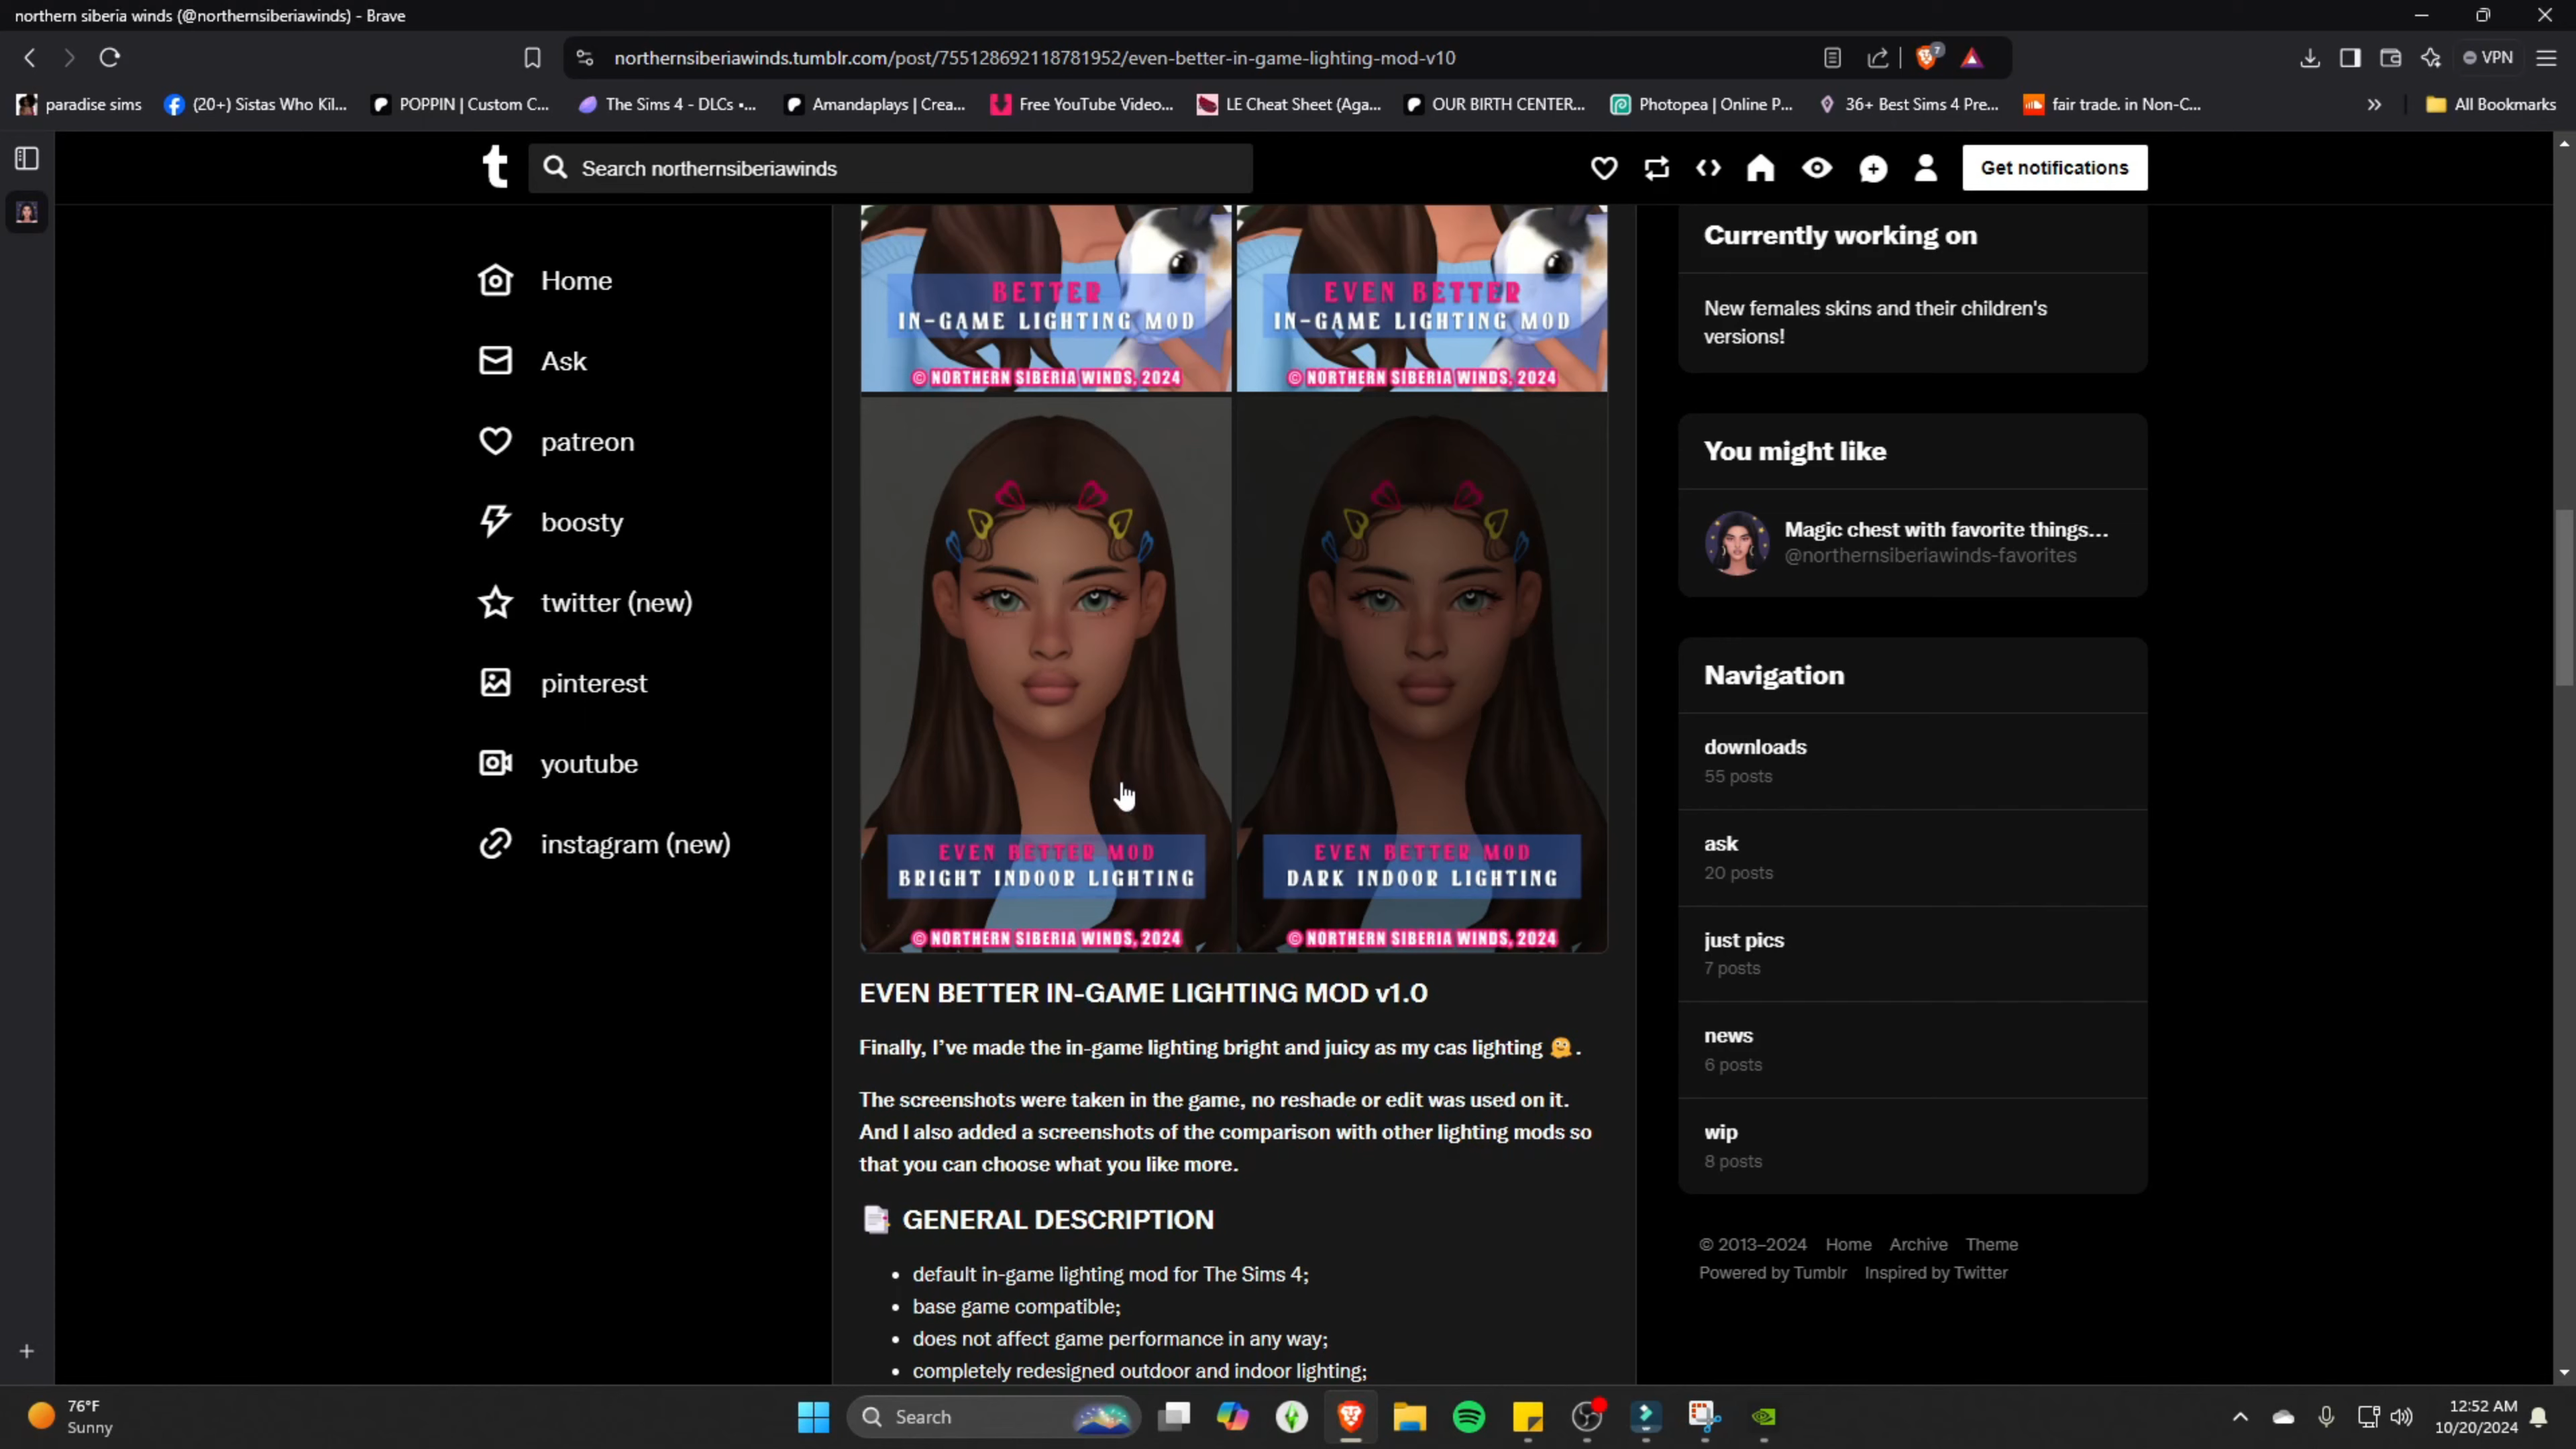 northern siberia winds (@northernsiberiawinds) - Brave
northernsiberiawinds.tumblr.com/post/755128692118781952/even-better-in-game-lighting-mod-v10
7
VPN
paradise sims
(20+) Sistas Who Kil...
POPPIN | Custom C...
The Sims 4 - DLCs •...
Amandaplays | Crea...
Free YouTube Video...
LE Cheat Sheet (Aga...
OUR BIRTH CENTER...
Photopea | Online P...
36+ Best Sims 4 Pre...
fair trade. in Non-C...
All Bookmarks
Search northernsiberiawinds
Get notifications
Home
Ask
patreon
boosty
twitter (new)
pinterest
youtube
instagram (new)
BETTER
IN-GAME LIGHTING MOD
© NORTHERN SIBERIA WINDS, 2024
EVEN BETTER
IN-GAME LIGHTING MOD
© NORTHERN SIBERIA WINDS, 2024
EVEN BETTER MOD
BRIGHT INDOOR LIGHTING
© NORTHERN SIBERIA WINDS, 2024
EVEN BETTER MOD
DARK INDOOR LIGHTING
© NORTHERN SIBERIA WINDS, 2024
EVEN BETTER IN-GAME LIGHTING MOD v1.0
Finally, I've made the in-game lighting bright and juicy as my cas lighting 🫠.
The screenshots were taken in the game, no reshade or edit was used on it.
And I also added a screenshots of the comparison with other lighting mods so
that you can choose what you like more.
📑 GENERAL DESCRIPTION
• default in-game lighting mod for The Sims 4;
• base game compatible;
• does not affect game performance in any way;
• completely redesigned outdoor and indoor lighting;
Currently working on
New females skins and their children's
versions!
You might like
Magic chest with favorite things...
@northernsiberiawinds-favorites
Navigation
downloads
55 posts
ask
20 posts
just pics
7 posts
news
6 posts
wip
8 posts
© 2013–2024 Home Archive Theme
Powered by Tumblr Inspired by Twitter
76°F
Sunny
Search
12:52 AM
10/20/2024